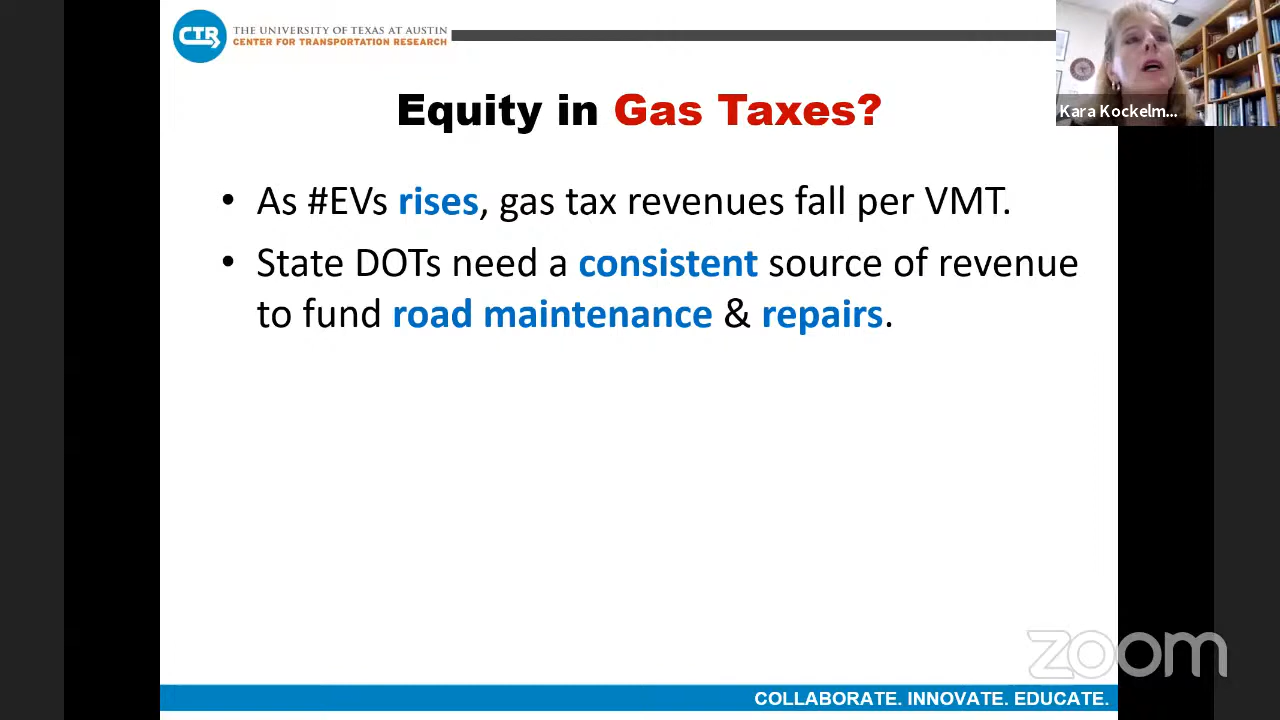 CTR
THE UNIVERSITY OF TEXAS AT AUSTIN
CENTER FOR TRANSPORTATION RESEARCH
Kara Kockelm...
Equity in Gas Taxes?
• As #EVs rises, gas tax revenues fall per VMT.
• State DOTs need a consistent source of revenue
to fund road maintenance & repairs.
zoom
COLLABORATE. INNOVATE. EDUCATE.